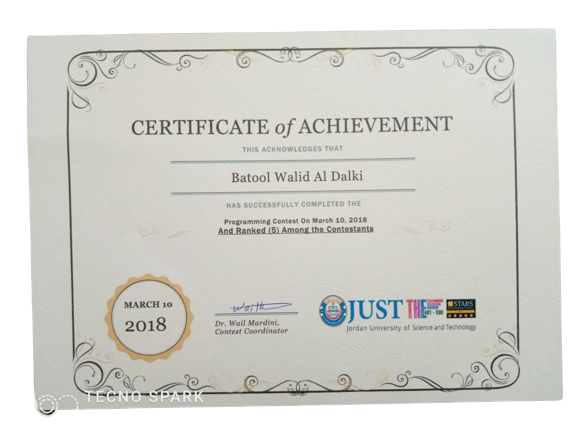 CERTIFICATE of ACHIEVEMENT
THIS ACKNOWLEDGES THAT
Batool Walid Al Dalki
HAS SUCCESSFULLY COMPLETED THE
Programming Contest On March 10, 2018
And Ranked (5) Among the Contestants
MARCH 10
2018
Dr. Wail Mardini,
Contest Coordinator
JUST THE 401 - 500 STARS
Jordan University of Science and Technology
TECNO SPARK